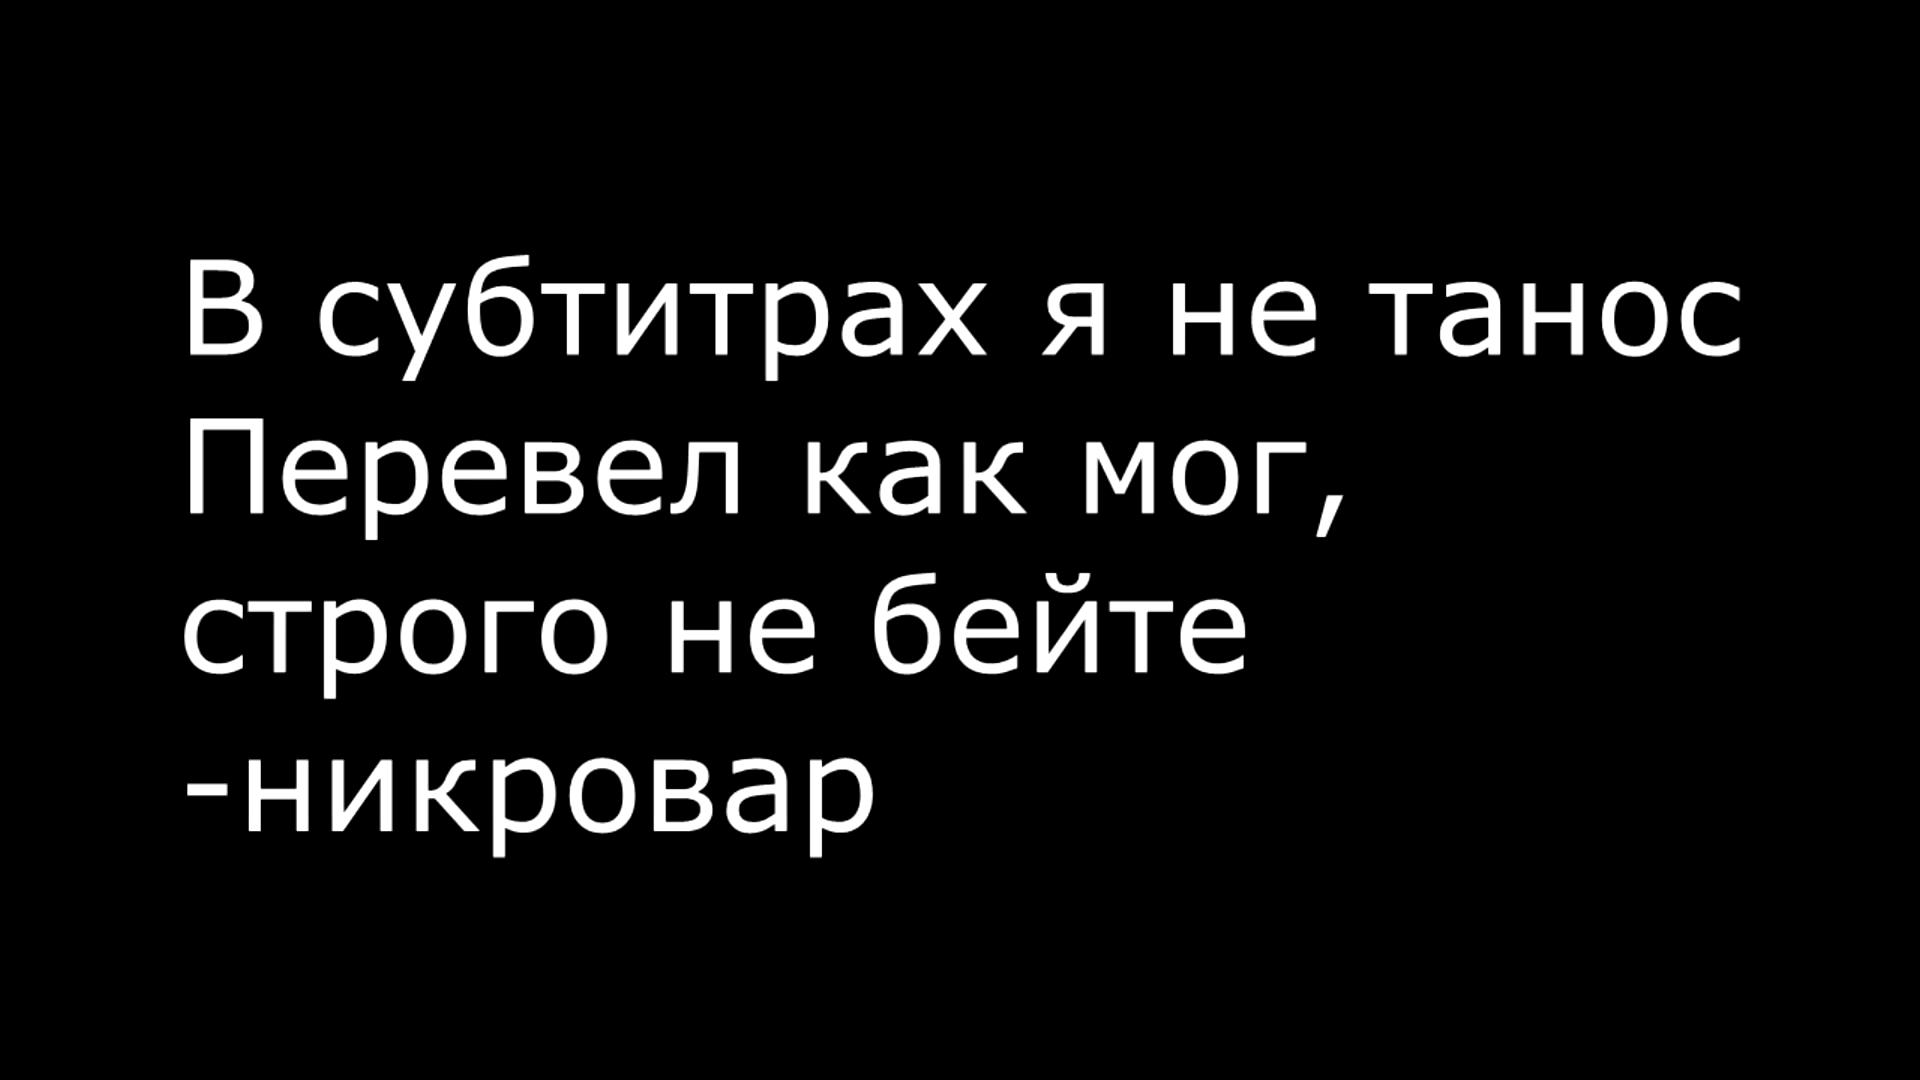 В субтитрах я не танос
Перевел как мог,
строго не бейте
-никровар